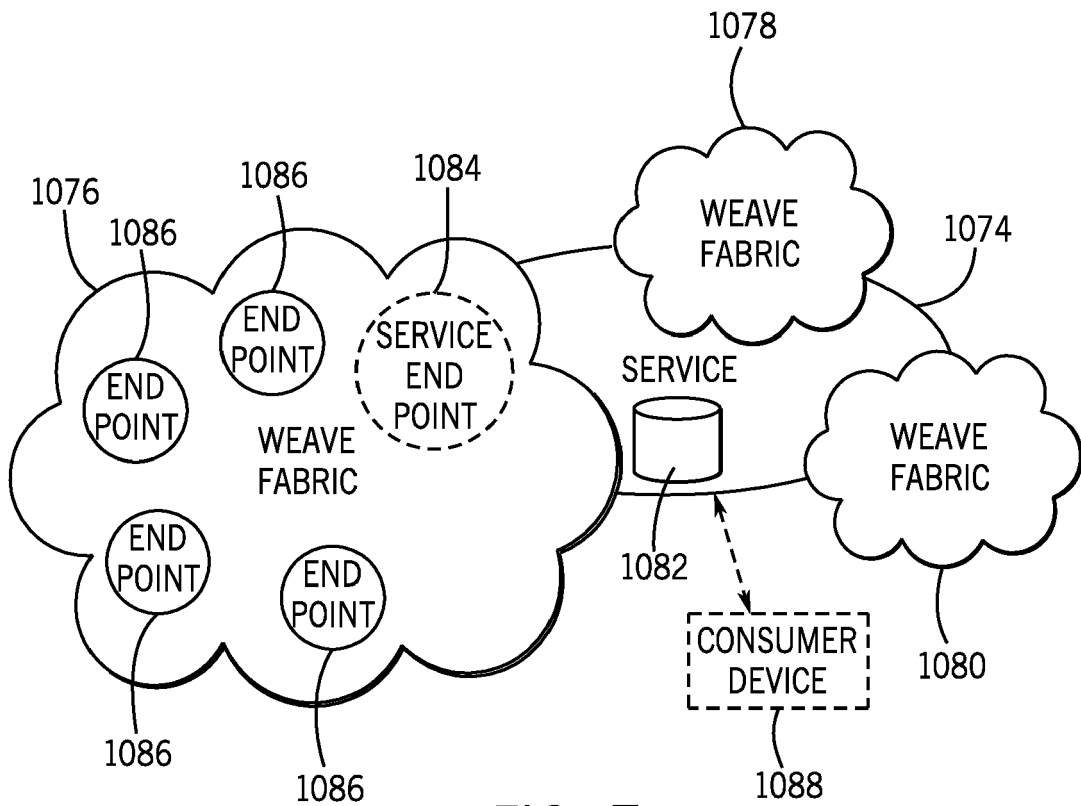 1078
1086
1084
1076
1086
WEAVE
FABRIC
1074
END
POINT
SERVICE
END
POINT
END
POINT
SERVICE
WEAVE
FABRIC
WEAVE
FABRIC
END
POINT
END
POINT
1082
CONSUMER
DEVICE
1080
1086
1086
1088